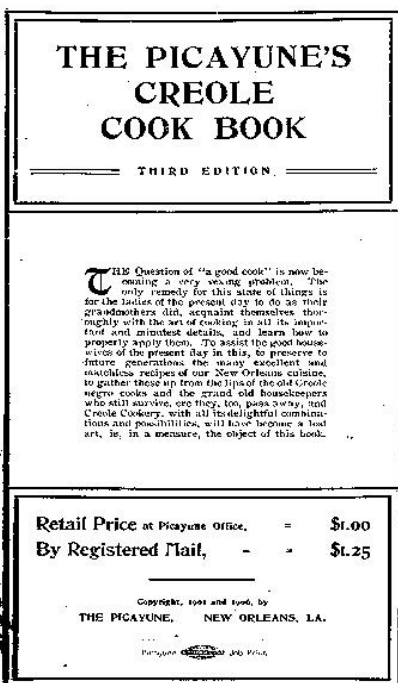 THE PICAYUNE'S
CREOLE
COOK BOOK
THIRD EDITION.
THE Question of "a good cook" is now be-
coming a very vexing problem. The
only remedy for this state of things is
for the ladies of the present day to do as their
grandmothers did, acquaint themselves thor-
oughly with the art of cooking in all its impor-
tant and minutest details, and learn how to
properly apply them. To assist the good house-
wives of the present day in this, to preserve to
future generations the many excellent and
matchless recipes of our New Orleans cuisine,
to gather these up from the lips of the old Creole
negro cooks and the grand old housekeepers
who still survive, ere they, too, pass away, and
Creole Cookery, with all its delightful combina-
tions and possibilities, will have become a lost
art, is, in a measure, the object of this book.
Retail Price at Picayune Office, = $1.00
By Registered Mail, - = $1.25
Copyright, 1901 and 1906, by
THE PICAYUNE, NEW ORLEANS, LA.
Picayune Job Print.